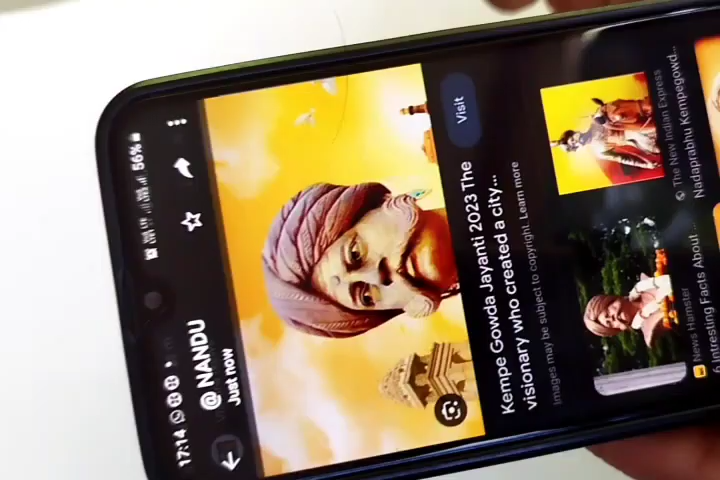 17:14
56%
@ NANDU
Just now
Visit
Kempe Gowda Jayanti 2023 The
visionary who created a city...
Images may be subject to copyright. Learn more
The New Indian Express
Nadaprabhu Kempegowd...
News Hamster
6 Intresting Facts About ...